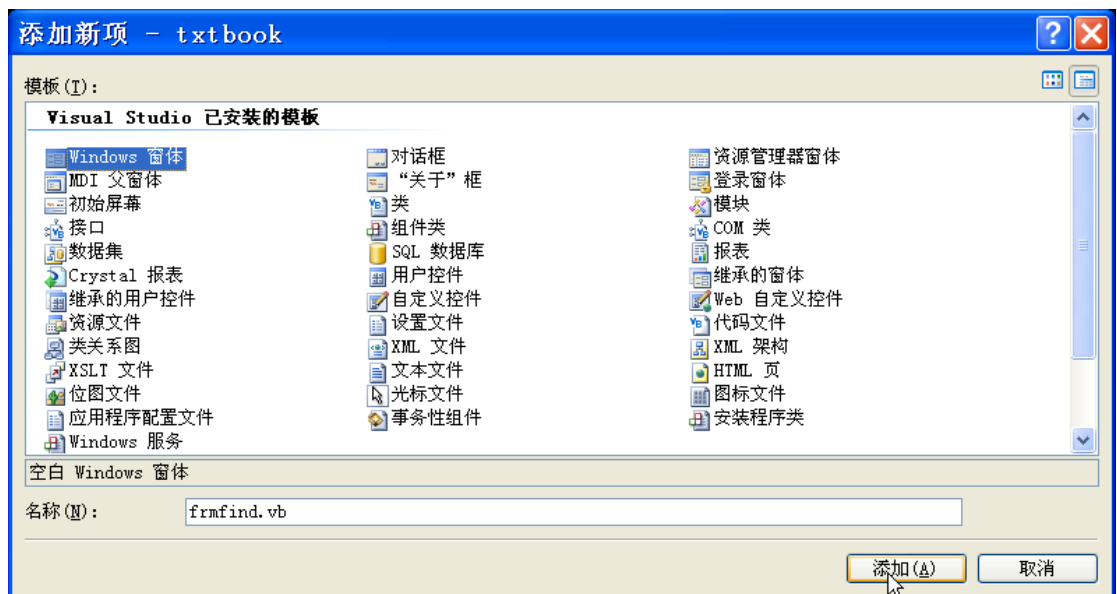 添加新项 - txtbook
模板(T):
Visual Studio 已安装的模板
Windows 窗体 对话框 资源管理器窗体
MDI 父窗体 “关于”框 登录窗体
初始屏幕 类 模块
接口 组件类 COM 类
数据集 SQL 数据库 报表
Crystal 报表 用户控件 继承的窗体
继承的用户控件 自定义控件 Web 自定义控件
资源文件 设置文件 代码文件
类关系图 XML 文件 XML 架构
XSLT 文件 文本文件 HTML 页
位图文件 光标文件 图标文件
应用程序配置文件 事务性组件 安装程序类
Windows 服务
空白 Windows 窗体
名称(N): frmfind.vb
添加(A) 取消